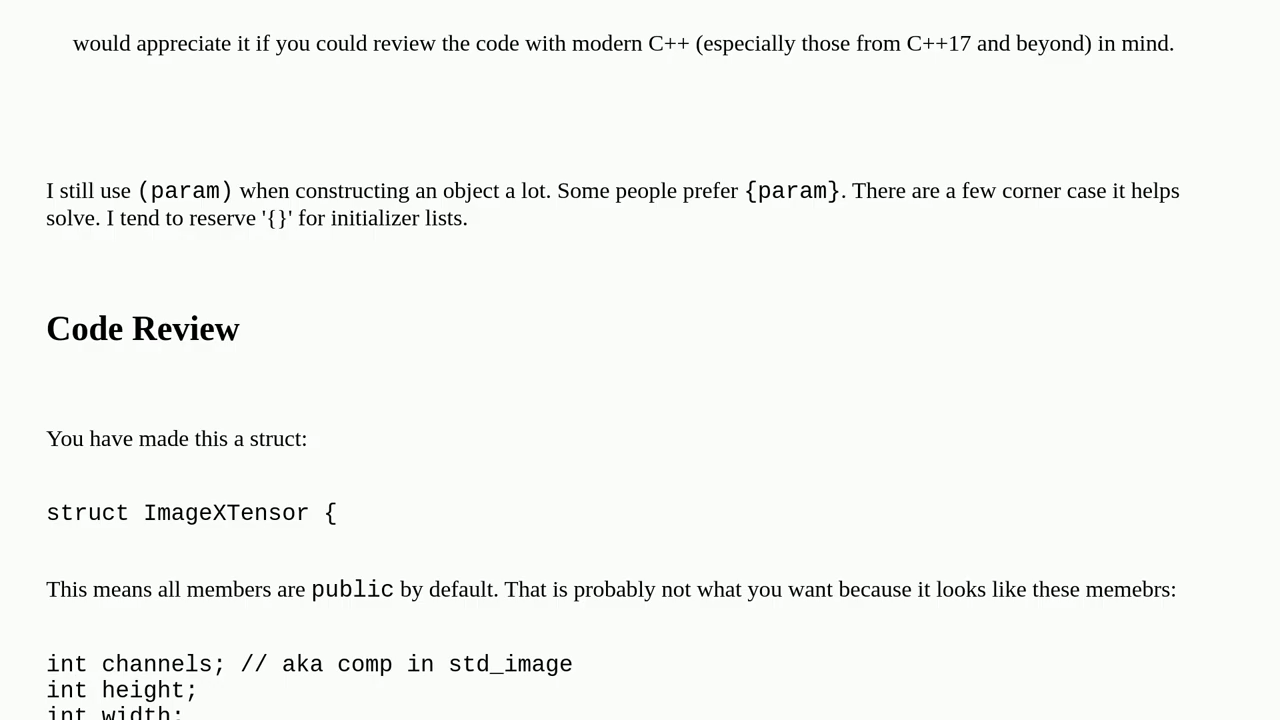 would appreciate it if you could review the code with modern C++ (especially those from C++17 and beyond) in mind.
I still use (param) when constructing an object a lot. Some people prefer {param}. There are a few corner case it helps
solve. I tend to reserve '{}' for initializer lists.
Code Review
You have made this a struct:
struct ImageXTensor {
This means all members are public by default. That is probably not what you want because it looks like these memebrs:
int channels; // aka comp in std_image
int height;
int width;